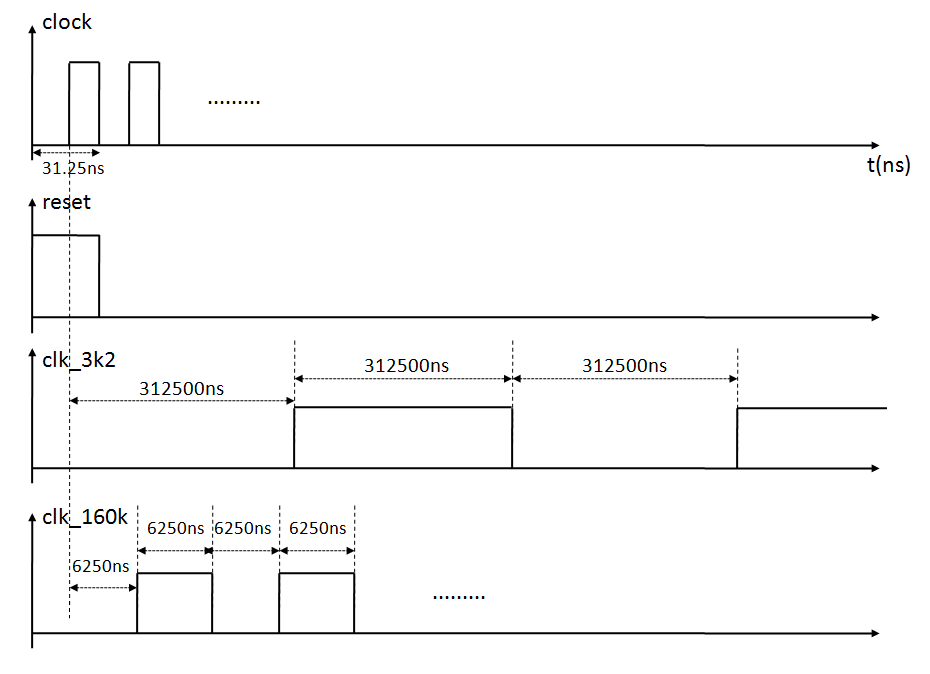 clock
.........
31.25ns
t(ns)
reset
clk_3k2
312500ns
312500ns
312500ns
clk_160k
6250ns
6250ns
6250ns
6250ns
.........